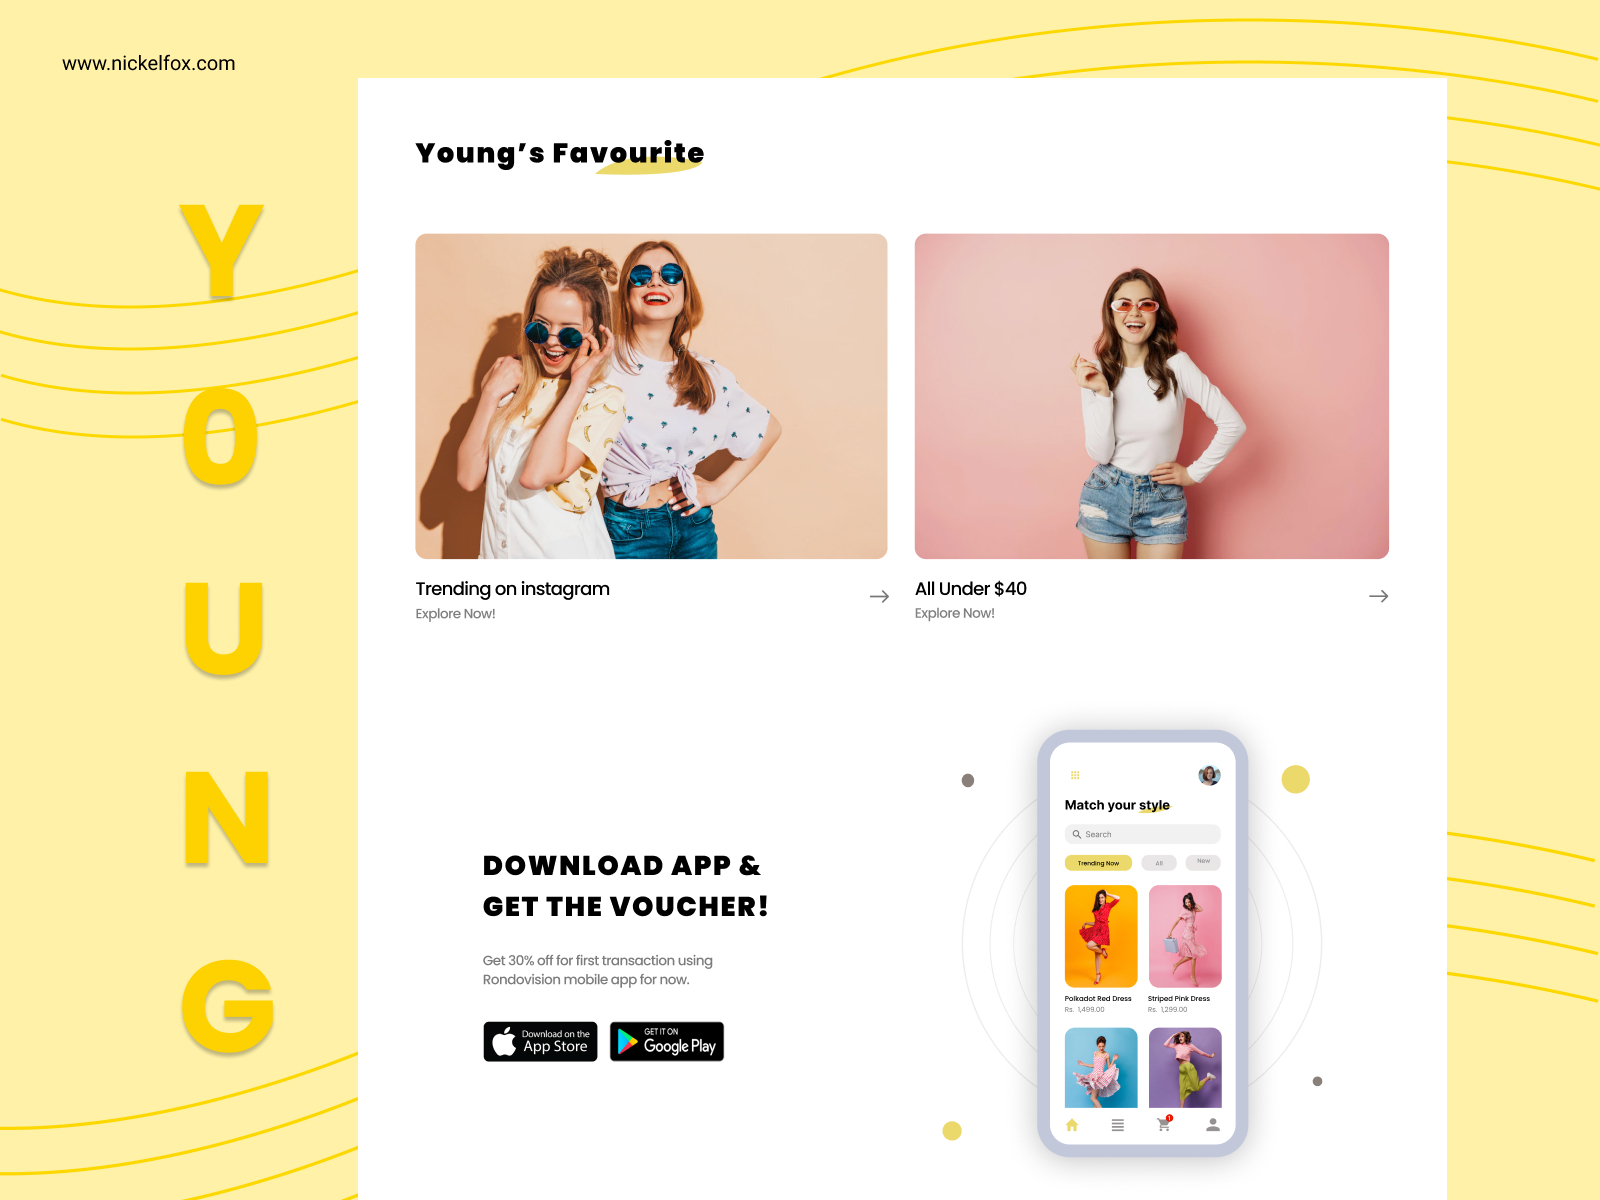 www.nickelfox.com
Y
O
U
N
G
Young's Favourite
Trending on instagram
Explore Now!
All Under $40
Explore Now!
DOWNLOAD APP &
GET THE VOUCHER!
Get 30% off for first transaction using
Rondovision mobile app for now.
Download on the
App Store
GET IT ON
Google Play
Match your style
Search
Trending Now
All
New
Polkadot Red Dress
Rs. 1,499.00
Striped Pink Dress
Rs. 1,299.00
1